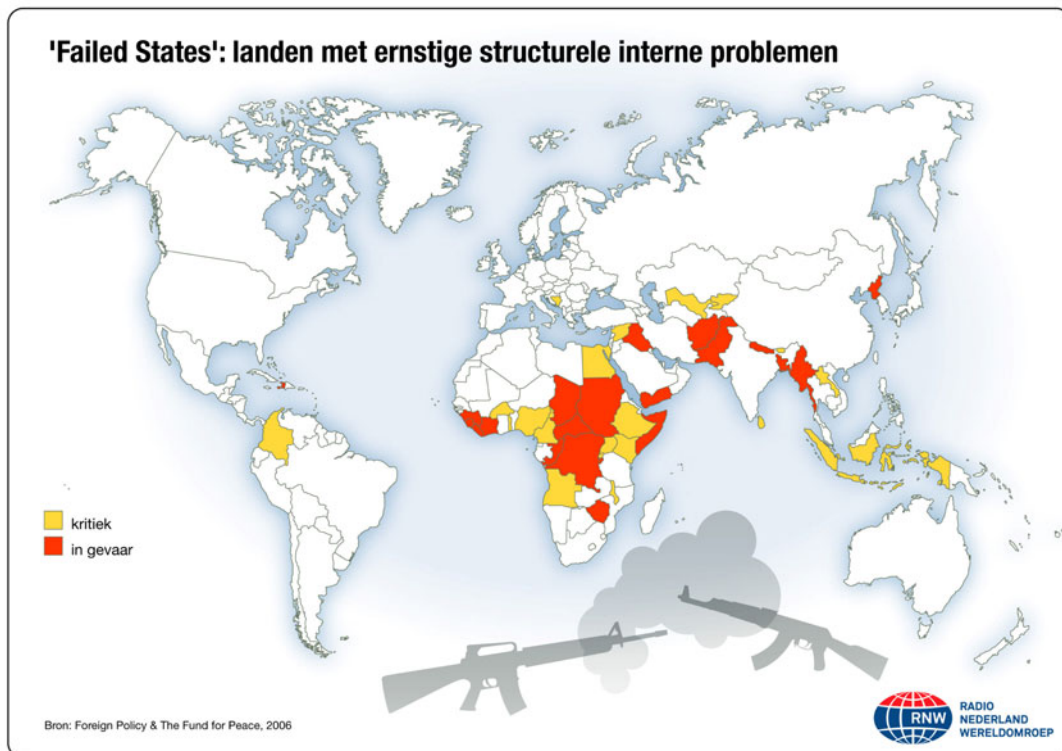 'Failed States': landen met ernstige structurele interne problemen
kritiek
in gevaar
Bron: Foreign Policy & The Fund for Peace, 2006
RNW
RADIO
NEDERLAND
WERELDOMROEP